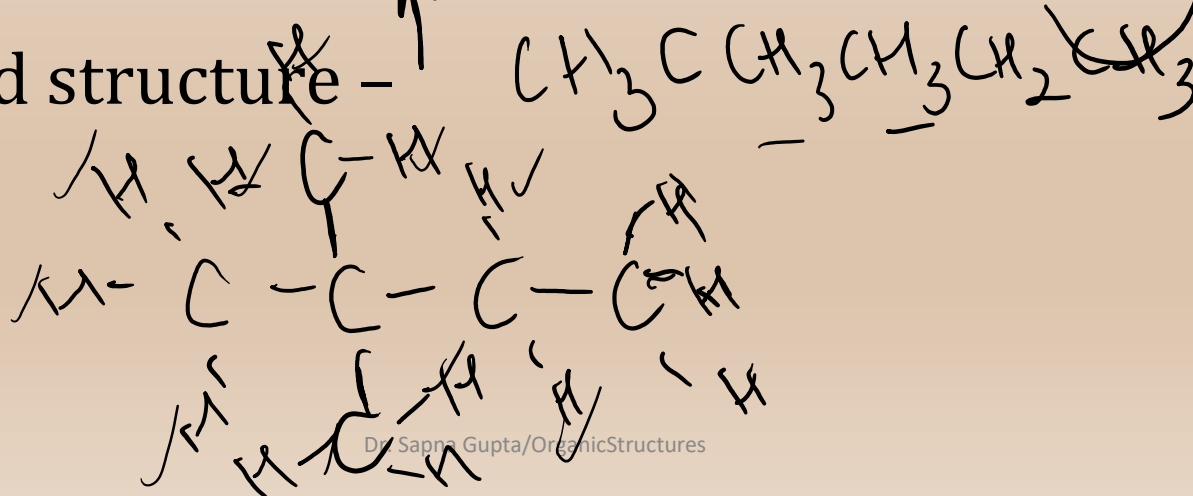 d structure – CH3CCH3CH3CH2CH3
H
H H C-H H
H
H- C - C - C - C-H
H
H C H H H
H H
Dr. Sapna Gupta/OrganicStructures